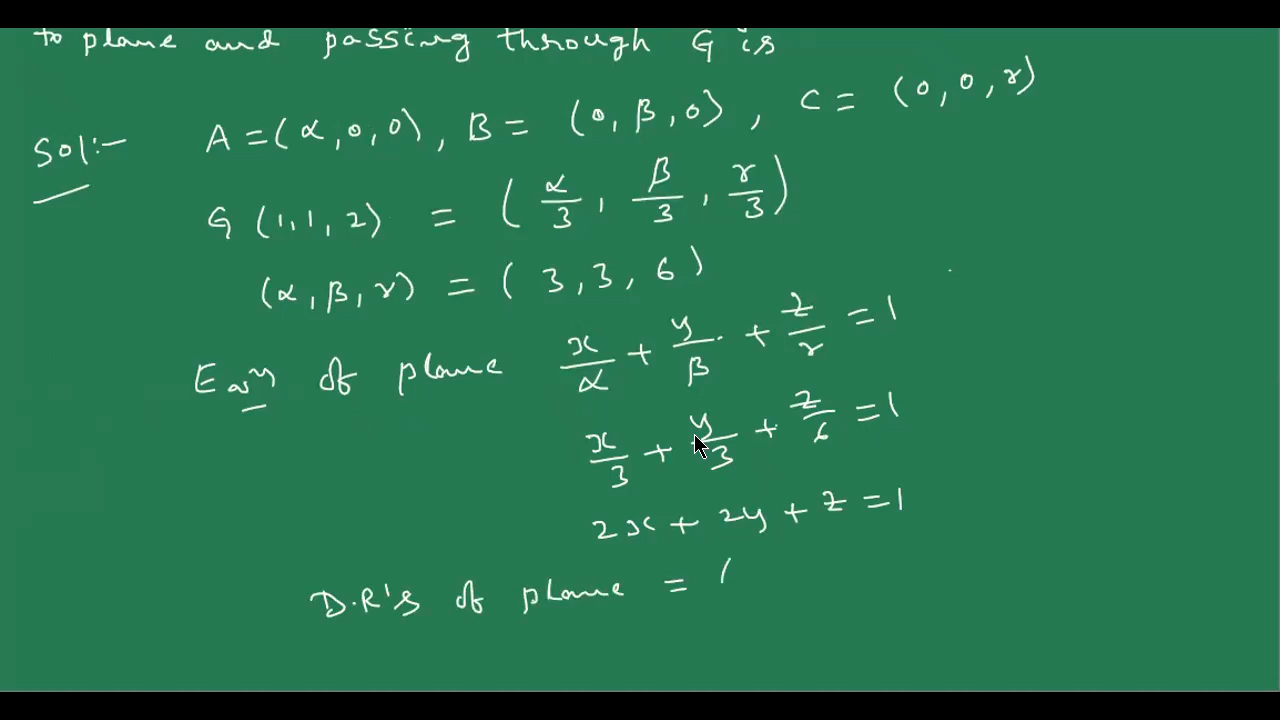 to plane and passing through G is
Sol:- A = (α, 0, 0), B = (0, β, 0), C = (0, 0, γ)
G (1, 1, 2) = (α/3, β/3, γ/3)
(α, β, γ) = (3, 3, 6)
Eqn of plane x/α + y/β + z/γ = 1
x/3 + y/3 + z/6 = 1
2x + 2y + z = 1
D.R's of plane = (